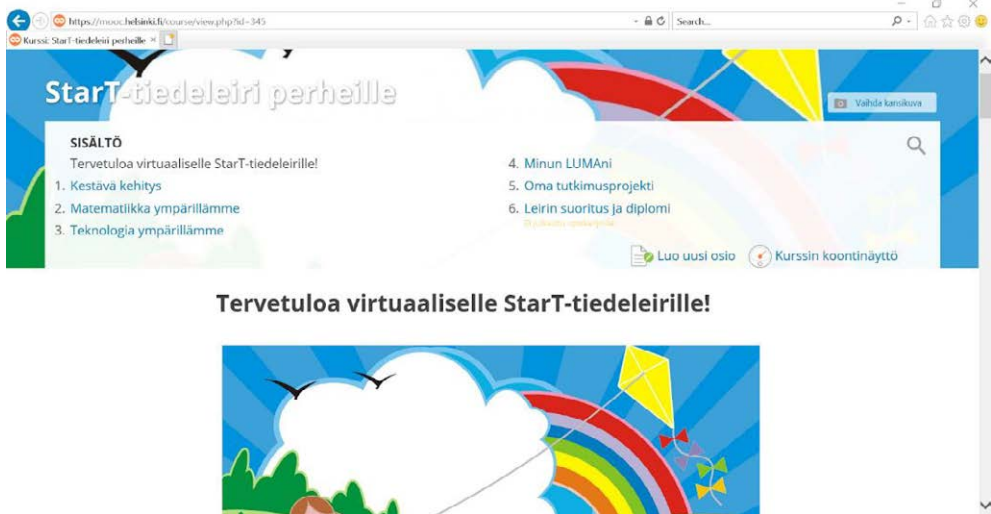 https://mooc.helsinki.fi/course/view.php?id=345
Search...
Kurssi: StarT-tiedeleiri perheille
StarT-tiedeleiri perheille
Vaihda kansikuva
SISÄLTÖ
Tervetuloa virtuaaliselle StarT-tiedeleirille!
1. Kestävä kehitys
2. Matematiikka ympärillämme
3. Teknologia ympärillämme
4. Minun LUMAni
5. Oma tutkimusprojekti
6. Leirin suoritus ja diplomi
Luo uusi osio
Kurssin koontinäyttö
Tervetuloa virtuaaliselle StarT-tiedeleirille!